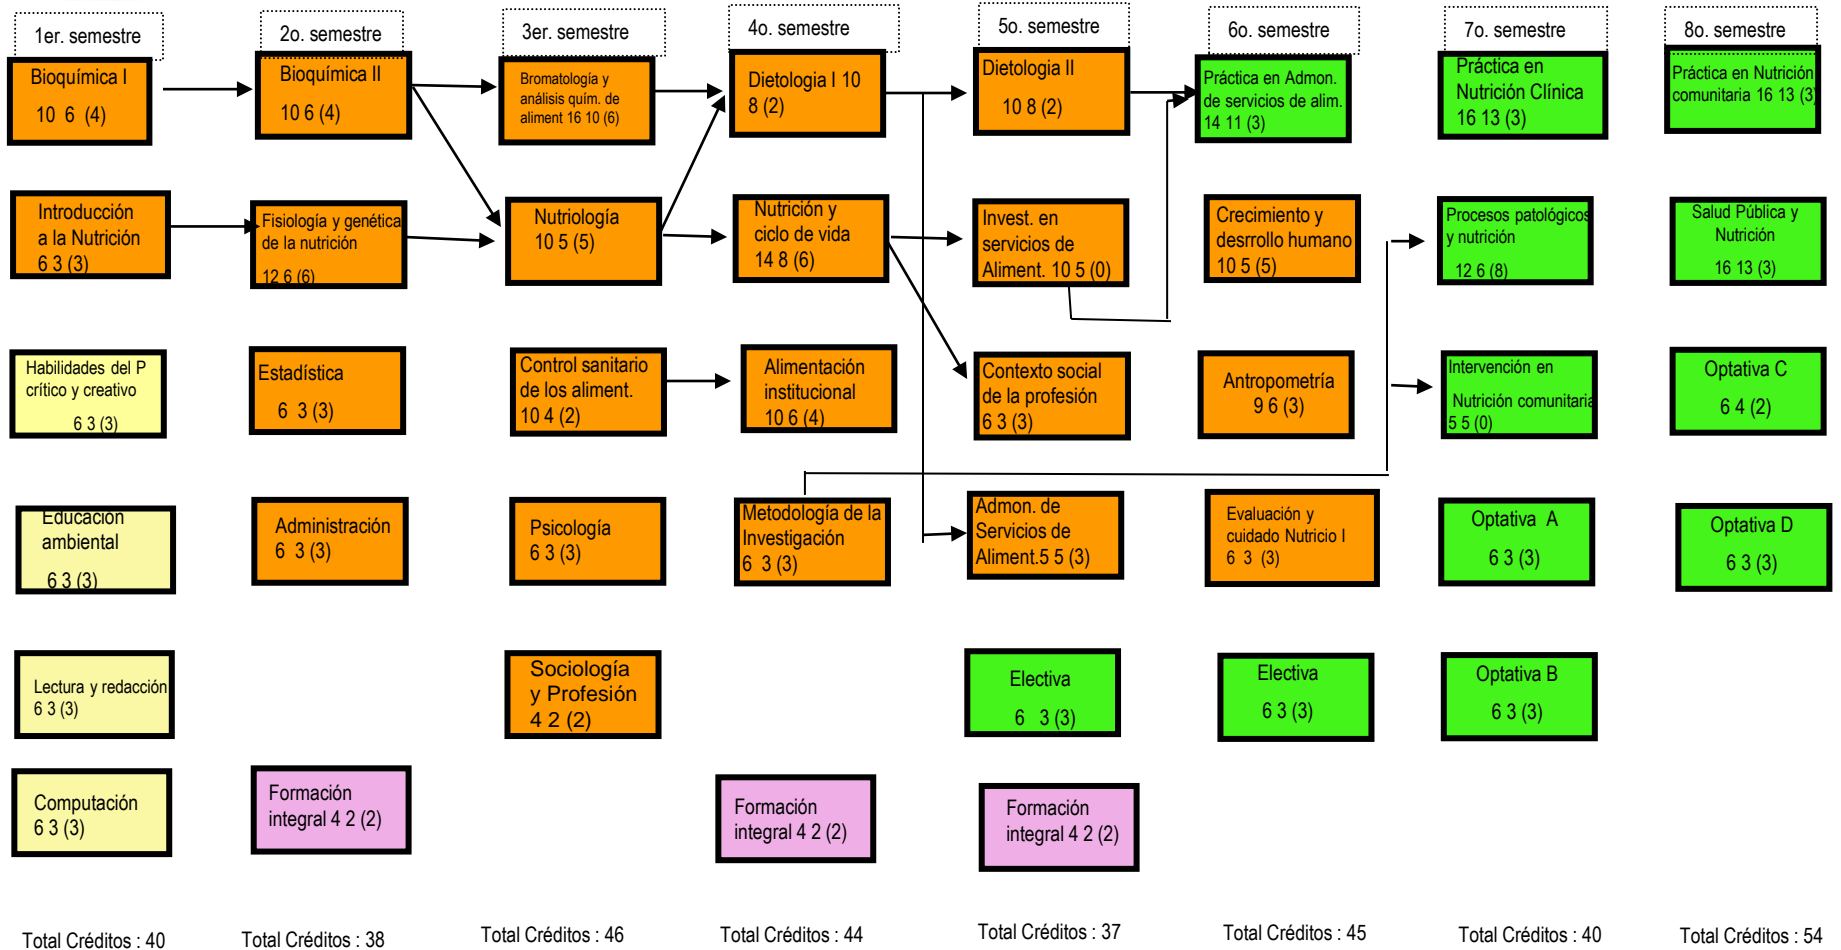 1er. semestre
Bioquímica I
10 6 (4)
Introducción
a la Nutrición
6 3 (3)
Habilidades del P
crítico y creativo
6 3 (3)
Educación
ambiental
6 3 (3)
Lectura y redacción
6 3 (3)
Computación
6 3 (3)
Total Créditos : 40
2o. semestre
Bioquímica II
10 6 (4)
Fisiología y genética
de la nutrición
12 6 (6)
Estadística
6 3 (3)
Administración
6 3 (3)
Formación
integral 4 2 (2)
Total Créditos : 38
3er. semestre
Bromatología y
análisis quím. de
aliment 16 10 (6)
Nutriología
10 5 (5)
Control sanitario
de los aliment.
10 4 (2)
Psicología
6 3 (3)
Sociología
y Profesión
4 2 (2)
Total Créditos : 46
4o. semestre
Dietologia I 10
8 (2)
Nutrición y
ciclo de vida
14 8 (6)
Alimentación
institucional
10 6 (4)
Metodología de la
Investigación
6 3 (3)
Formación
integral 4 2 (2)
Total Créditos : 44
5o. semestre
Dietologia II
10 8 (2)
Invest. en
servicios de
Aliment. 10 5 (0)
Contexto social
de la profesión
6 3 (3)
Admon. de
Servicios de
Aliment.5 5 (3)
Electiva
6 3 (3)
Formación
integral 4 2 (2)
Total Créditos : 37
6o. semestre
Práctica en Admon.
de servicios de alim.
14 11 (3)
Crecimiento y
desrrollo humano
10 5 (5)
Antropometría
9 6 (3)
Evaluación y
cuidado Nutricio I
6 3 (3)
Electiva
6 3 (3)
Total Créditos : 45
7o. semestre
Práctica en
Nutrición Clínica
16 13 (3)
Procesos patológicos
y nutrición
12 6 (8)
Intervención en
Nutrición comunitaria
5 5 (0)
Optativa A
6 3 (3)
Optativa B
6 3 (3)
Total Créditos : 40
8o. semestre
Práctica en Nutrición
comunitaria 16 13 (3)
Salud Pública y
Nutrición
16 13 (3)
Optativa C
6 4 (2)
Optativa D
6 3 (3)
Total Créditos : 54